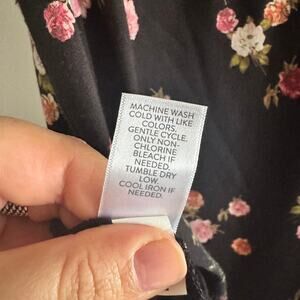 MACHINE WASH
COLD WITH LIKE
COLORS.
GENTLE CYCLE.
ONLY NON-
CHLORINE
BLEACH IF
NEEDED.
TUMBLE DRY
LOW.
COOL IRON IF
NEEDED.